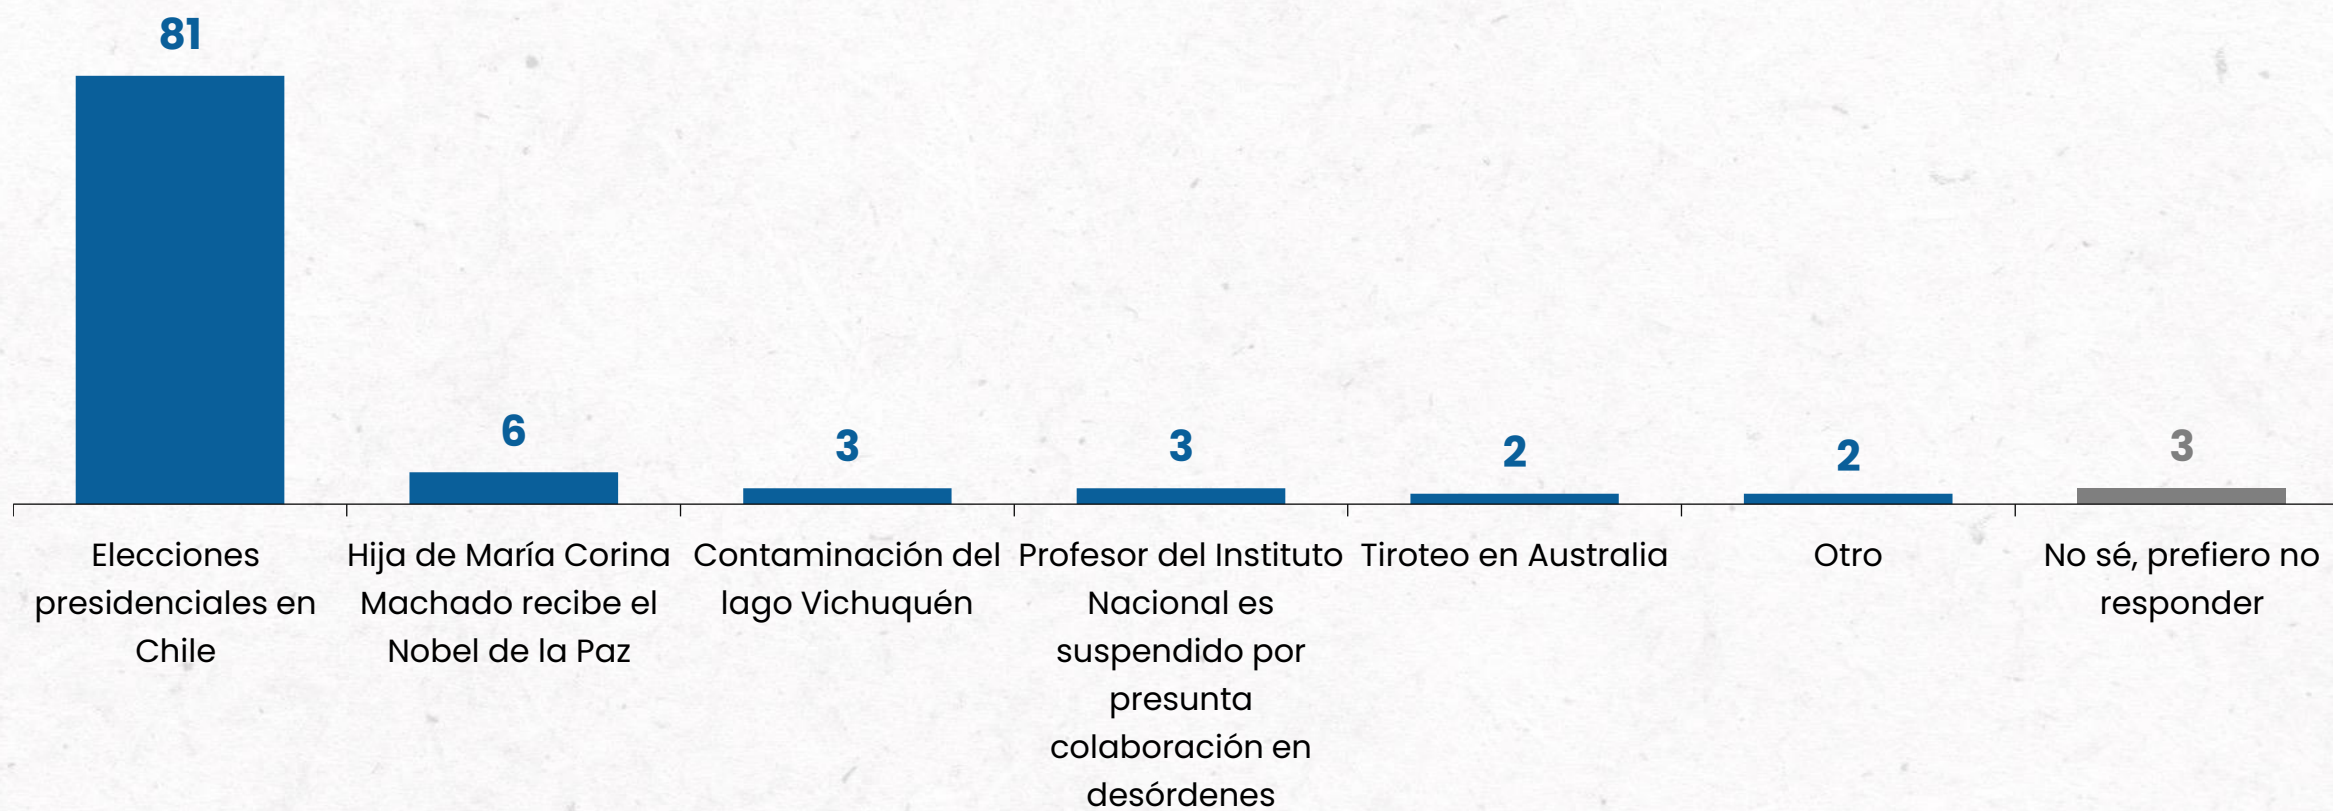 81
6
3
3
2
2
3
Elecciones
presidenciales en
Chile
Hija de María Corina
Machado recibe el
Nobel de la Paz
Contaminación del
lago Vichuquén
Profesor del Instituto
Nacional es
suspendido por
presunta
colaboración en
desórdenes
Tiroteo en Australia
Otro
No sé, prefiero no
responder